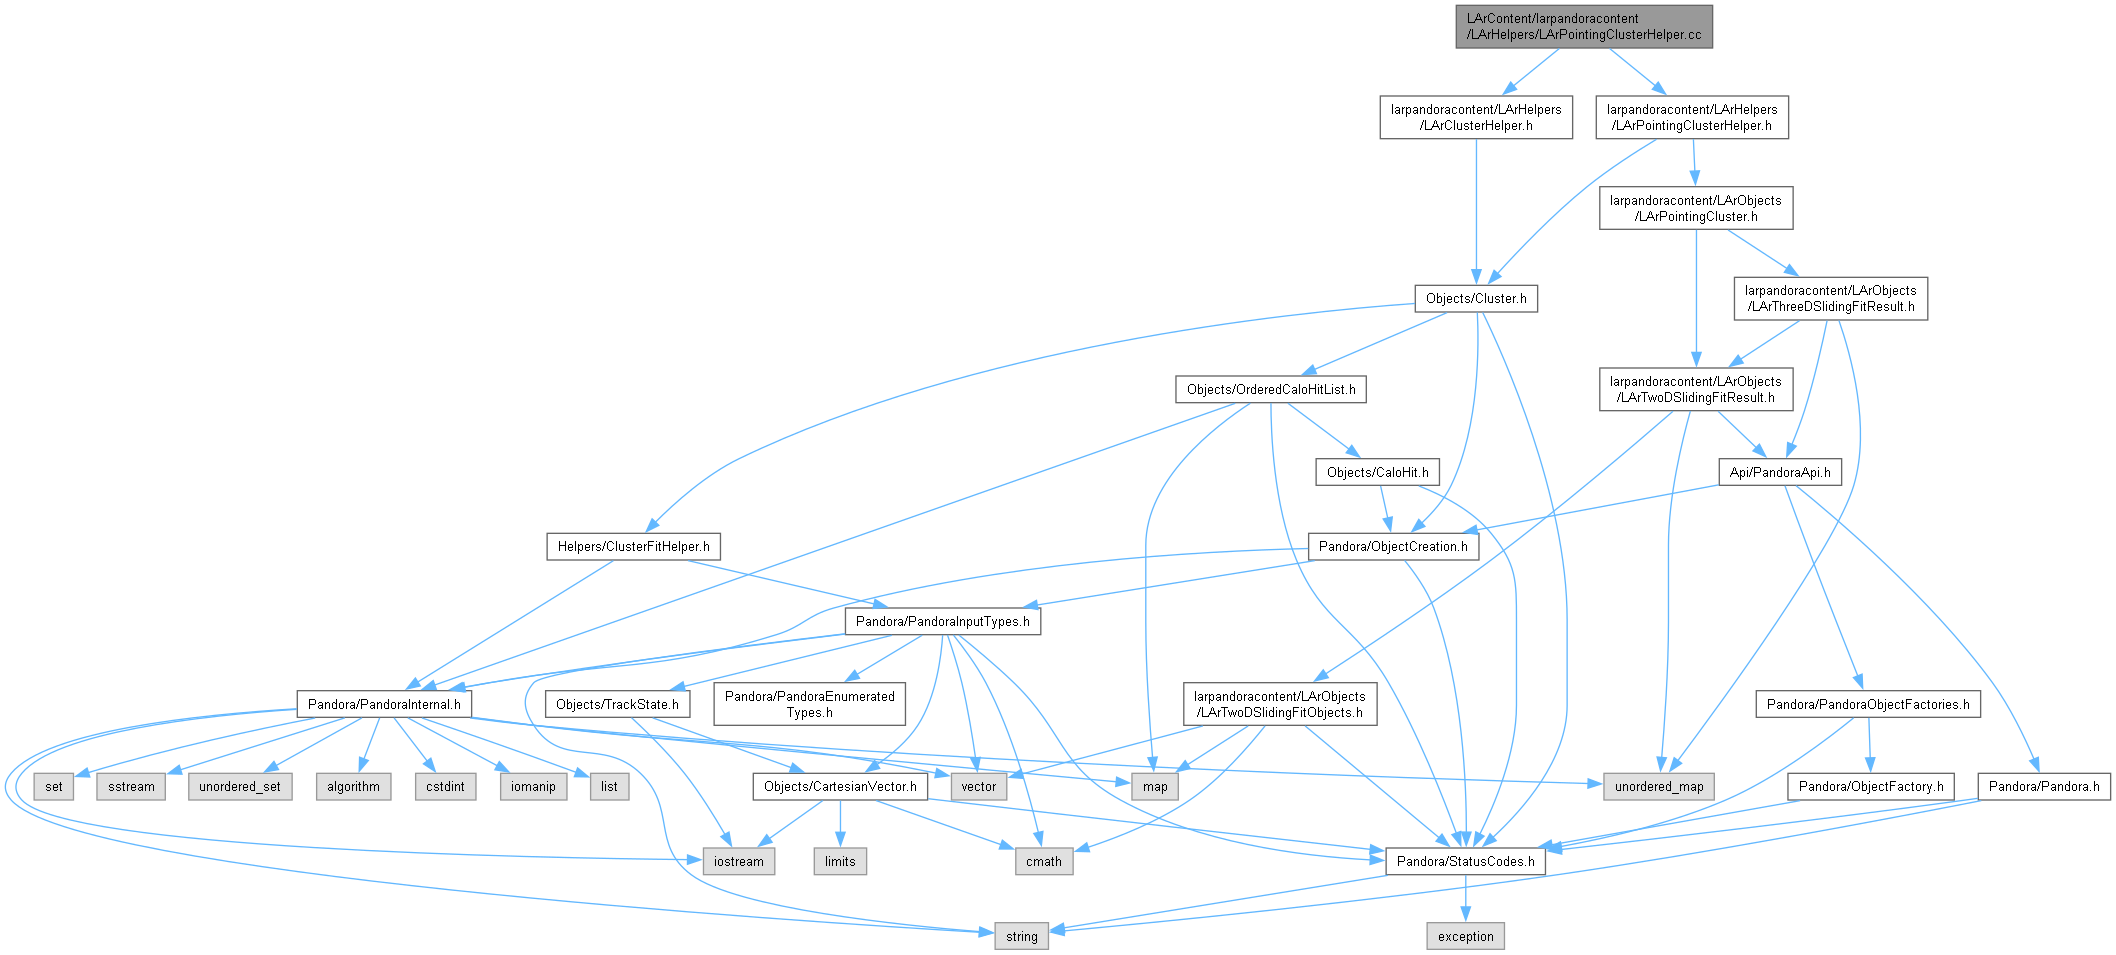 LArContent/larpandoracontent
/LArHelpers/LArPointingClusterHelper.cc
larpandoracontent/LArHelpers
/LArClusterHelper.h
larpandoracontent/LArHelpers
/LArPointingClusterHelper.h
larpandoracontent/LArObjects
/LArPointingCluster.h
Objects/Cluster.h
larpandoracontent/LArObjects
/LArThreeDSlidingFitResult.h
Objects/OrderedCaloHitList.h
larpandoracontent/LArObjects
/LArTwoDSlidingFitResult.h
Objects/CaloHit.h
Api/PandoraApi.h
Helpers/ClusterFitHelper.h
Pandora/ObjectCreation.h
Pandora/PandoraInputTypes.h
Pandora/PandoraInternal.h
Objects/TrackState.h
Pandora/PandoraEnumerated
Types.h
larpandoracontent/LArObjects
/LArTwoDSlidingFitObjects.h
Pandora/PandoraObjectFactories.h
set
sstream
unordered_set
algorithm
cstdint
iomanip
list
Objects/CartesianVector.h
vector
map
unordered_map
Pandora/ObjectFactory.h
Pandora/Pandora.h
iostream
limits
cmath
Pandora/StatusCodes.h
string
exception